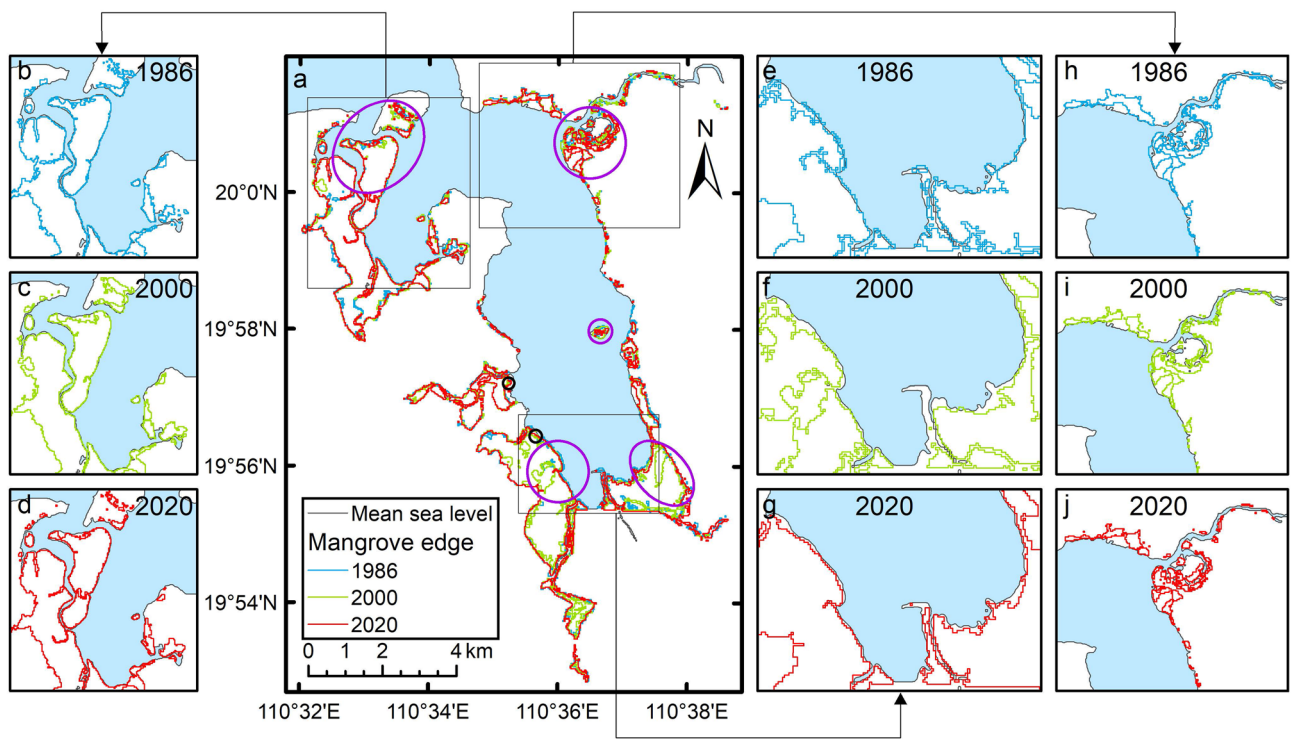 b
1986
a
N
20°0'N
19°58'N
19°56'N
19°54'N
Mean sea level
Mangrove edge
1986
2000
2020
0 1 2 4 km
110°32'E
110°34'E
110°36'E
110°38'E
c
2000
d
2020
e
1986
f
2000
g
2020
h
1986
i
2000
j
2020